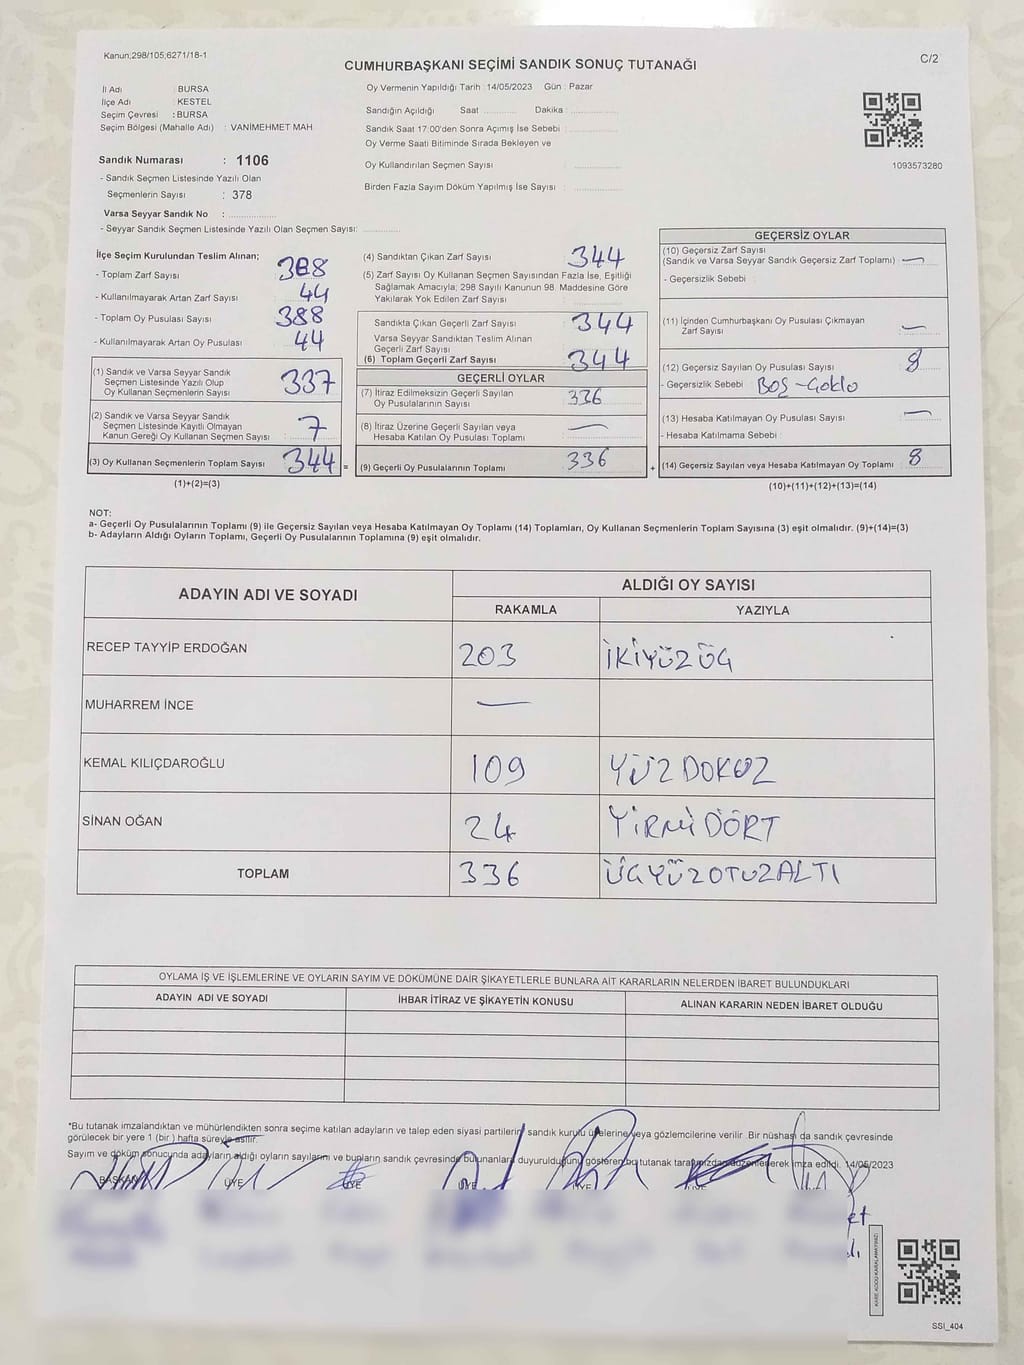 Kanun;298/105;6271/18-1
CUMHURBAŞKANI SEÇİMİ SANDIK SONUÇ TUTANAĞI
C/2
İl Adı : BURSA
İlçe Adı : KESTEL
Seçim Çevresi : BURSA
Seçim Bölgesi (Mahalle Adı) : VANİMEHMET MAH
Sandık Numarası : 1106
- Sandık Seçmen Listesinde Yazılı Olan
Seçmenlerin Sayısı : 378
Varsa Seyyar Sandık No :
- Seyyar Sandık Seçmen Listesinde Yazılı Olan Seçmen Sayısı:
Oy Vermenin Yapıldığı Tarih : 14/05/2023 Gün : Pazar
Sandığın Açıldığı Saat Dakika :
Sandık Saat 17:00'den Sonra Açımış İse Sebebi :
Oy Verme Saati Bitiminde Sırada Bekleyen ve
Oy Kullandırılan Seçmen Sayısı :
Birden Fazla Sayım Döküm Yapılmış İse Sayısı :
1093573280
İlçe Seçim Kurulundan Teslim Alınan;
- Toplam Zarf Sayısı 388
- Kullanılmayarak Artan Zarf Sayısı 44
- Toplam Oy Pusulası Sayısı 388
- Kullanılmayarak Artan Oy Pusulası 44
(1) Sandık ve Varsa Seyyar Sandık
Seçmen Listesinde Yazılı Olup
Oy Kullanan Seçmenlerin Sayısı 337
(2) Sandık ve Varsa Seyyar Sandık
Seçmen Listesinde Kayıtlı Olmayan
Kanun Gereği Oy Kullanan Seçmen Sayısı 7
(3) Oy Kullanan Seçmenlerin Toplam Sayısı 344 =
(1)+(2)=(3)
(4) Sandıktan Çıkan Zarf Sayısı 344
(5) Zarf Sayısı Oy Kullanan Seçmen Sayısından Fazla İse, Eşitliği
Sağlamak Amacıyla; 298 Sayılı Kanunun 98. Maddesine Göre
Yakılarak Yok Edilen Zarf Sayısı
Sandıkta Çıkan Geçerli Zarf Sayısı 344
Varsa Seyyar Sandıktan Teslim Alınan
Geçerli Zarf Sayısı
(6) Toplam Geçerli Zarf Sayısı 344
GEÇERLİ OYLAR
(7) İtiraz Edilmeksizin Geçerli Sayılan
Oy Pusulalarının Sayısı 336
(8) İtiraz Üzerine Geçerli Sayılan veya
Hesaba Katılan Oy Pusulası Toplamı —
(9) Geçerli Oy Pusulalarının Toplamı 336 +
GEÇERSİZ OYLAR
(10) Geçersiz Zarf Sayısı
(Sandık ve Varsa Seyyar Sandık Geçersiz Zarf Toplamı) —
- Geçersizlik Sebebi :
(11) İçinden Cumhurbaşkanı Oy Pusulası Çıkmayan
Zarf Sayısı —
(12) Geçersiz Sayılan Oy Pusulası Sayısı 8
- Geçersizlik Sebebi : BOŞ - Çoklo
(13) Hesaba Katılmayan Oy Pusulası Sayısı —
- Hesaba Katılmama Sebebi :
(14) Geçersiz Sayılan veya Hesaba Katılmayan Oy Toplamı 8
(10)+(11)+(12)+(13)=(14)
NOT:
a- Geçerli Oy Pusulalarının Toplamı (9) ile Geçersiz Sayılan veya Hesaba Katılmayan Oy Toplamı (14) Toplamları, Oy Kullanan Seçmenlerin Toplam Sayısına (3) eşit olmalıdır. (9)+(14)=(3)
b- Adayların Aldığı Oyların Toplamı, Geçerli Oy Pusulalarının Toplamına (9) eşit olmalıdır.
ADAYIN ADI VE SOYADI ALDIĞI OY SAYISI
RAKAMLA YAZIYLA
RECEP TAYYİP ERDOĞAN 203 İKİYÜZ ÜÇ
MUHARREM İNCE —
KEMAL KILIÇDAROĞLU 109 YÜZ DOKUZ
SİNAN OĞAN 24 YİRMİ DÖRT
TOPLAM 336 ÜÇYÜZOTUZALTI
OYLAMA İŞ VE İŞLEMLERİNE VE OYLARIN SAYIM VE DÖKÜMÜNE DAİR ŞİKAYETLERLE BUNLARA AİT KARARLARIN NELERDEN İBARET BULUNDUKLARI
ADAYIN ADI VE SOYADI İHBAR İTİRAZ VE ŞİKAYETİN KONUSU ALINAN KARARIN NEDEN İBARET OLDUĞU
*Bu tutanak imzalandıktan ve mühürlendikten sonra seçime katılan adayların ve talep eden siyasi partilerin sandık kurulu üyelerine veya gözlemcilerine verilir. Bir nüshası da sandık çevresinde
görülecek bir yere 1 (bir ) hafta süreyle asılır.
Sayım ve döküm sonucunda adayların aldığı oyların sayılarını ve bunların sandık çevresinde bulunanlara duyurulduğunu gösteren bu tutanak tarafımızdan düzenlenerek imza edildi. 14/05/2023
BAŞKAN ÜYE ÜYE ÜYE ÜYE ÜYE
SSI_404